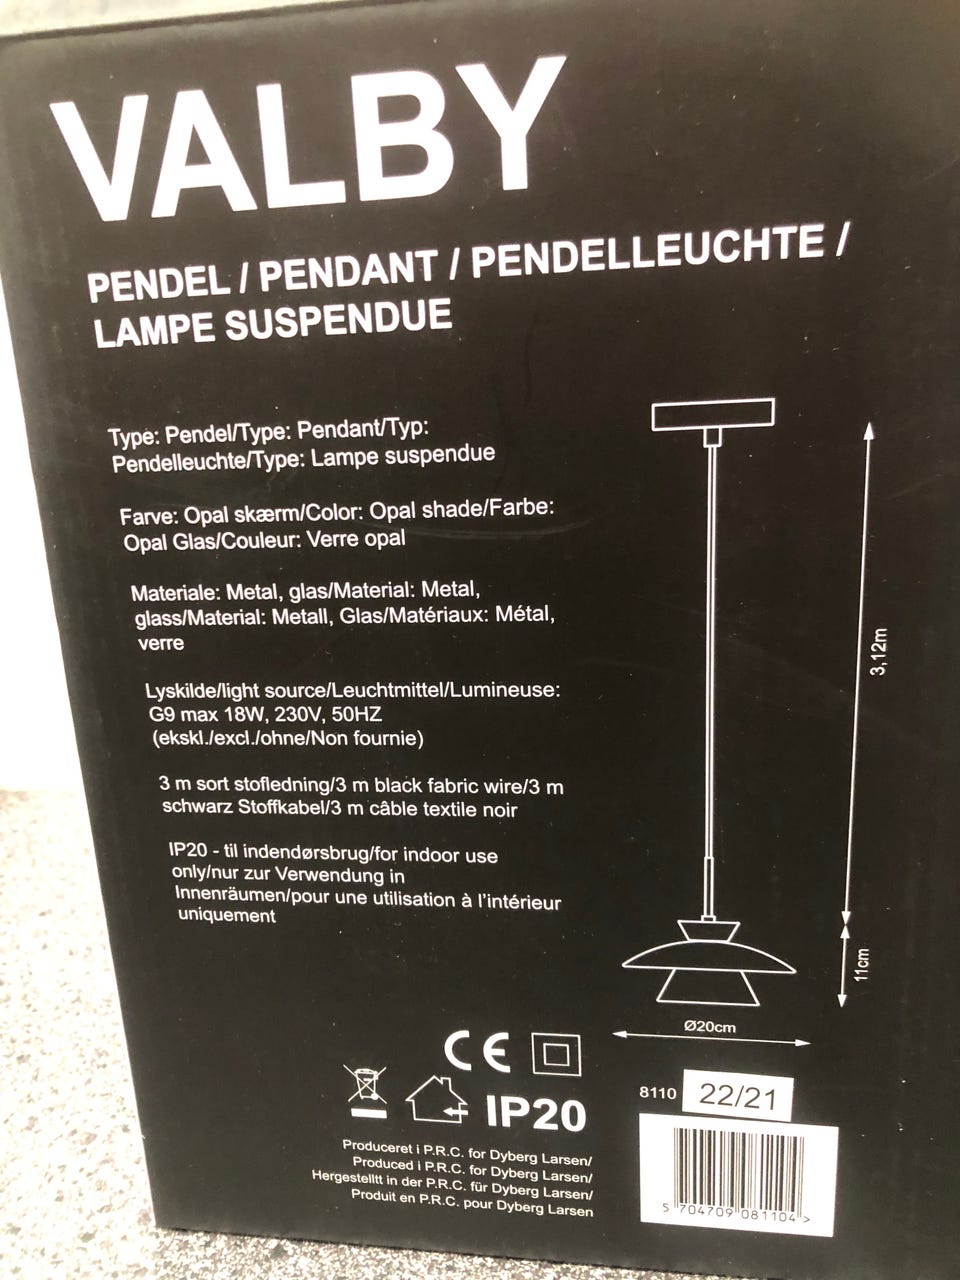 VALBY
PENDEL / PENDANT / PENDELLEUCHTE /
LAMPE SUSPENDUE
Type: Pendel/Type: Pendant/Typ:
Pendelleuchte/Type: Lampe suspendue
Farve: Opal skærm/Color: Opal shade/Farbe:
Opal Glas/Couleur: Verre opal
Materiale: Metal, glas/Material: Metal,
glass/Material: Metall, Glas/Matériaux: Métal,
verre
Lyskilde/light source/Leuchtmittel/Lumineuse:
G9 max 18W, 230V, 50HZ
(ekskl./excl./ohne/Non fournie)
3 m sort stofledning/3 m black fabric wire/3 m
schwarz Stoffkabel/3 m câble textile noir
IP20 - til indendørsbrug/for indoor use
only/nur zur Verwendung in
Innenräumen/pour une utilisation à l'intérieur
uniquement
3,12m
11cm
Ø20cm
CE
IP20
8110 22/21
Produceret i P.R.C. for Dyberg Larsen/
Produced i P.R.C. for Dyberg Larsen/
Hergestelltt in der P.R.C. für Dyberg Larsen/
Produit en P.R.C. pour Dyberg Larsen
5 704709 081104 >